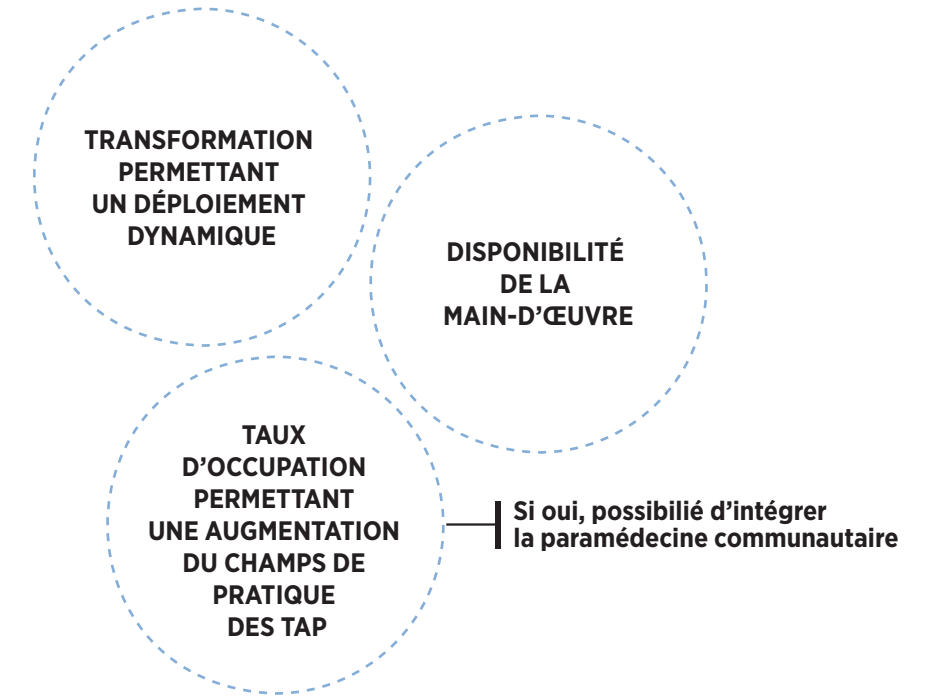 TRANSFORMATION
PERMETTANT
UN DÉPLOIEMENT
DYNAMIQUE
DISPONIBILITÉ
DE LA
MAIN-D’ŒUVRE
TAUX
D’OCCUPATION
PERMETTANT
UNE AUGMENTATION
DU CHAMPS DE
PRATIQUE
DES TAP
Si oui, possibilié d’intégrer
la paramédecine communautaire